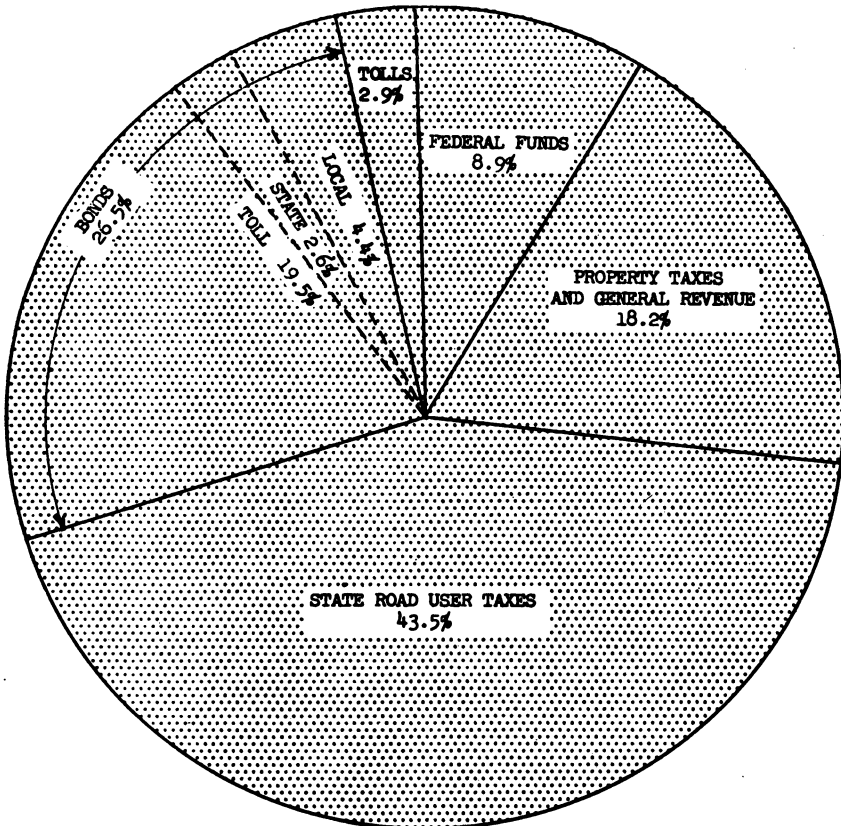 TOLLS
2.9%
FEDERAL FUNDS
8.9%
BONDS
26.5%
LOCAL 4.4%
STATE 2.6%
TOLL 19.5%
PROPERTY TAXES
AND GENERAL REVENUE
18.2%
STATE ROAD USER TAXES
43.5%